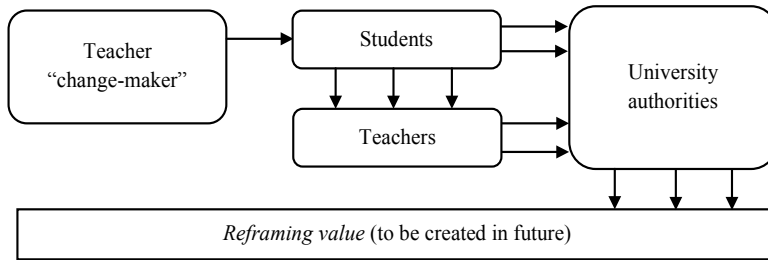 Teacher
“change-maker”
Students
Teachers
University
authorities
Reframing value (to be created in future)